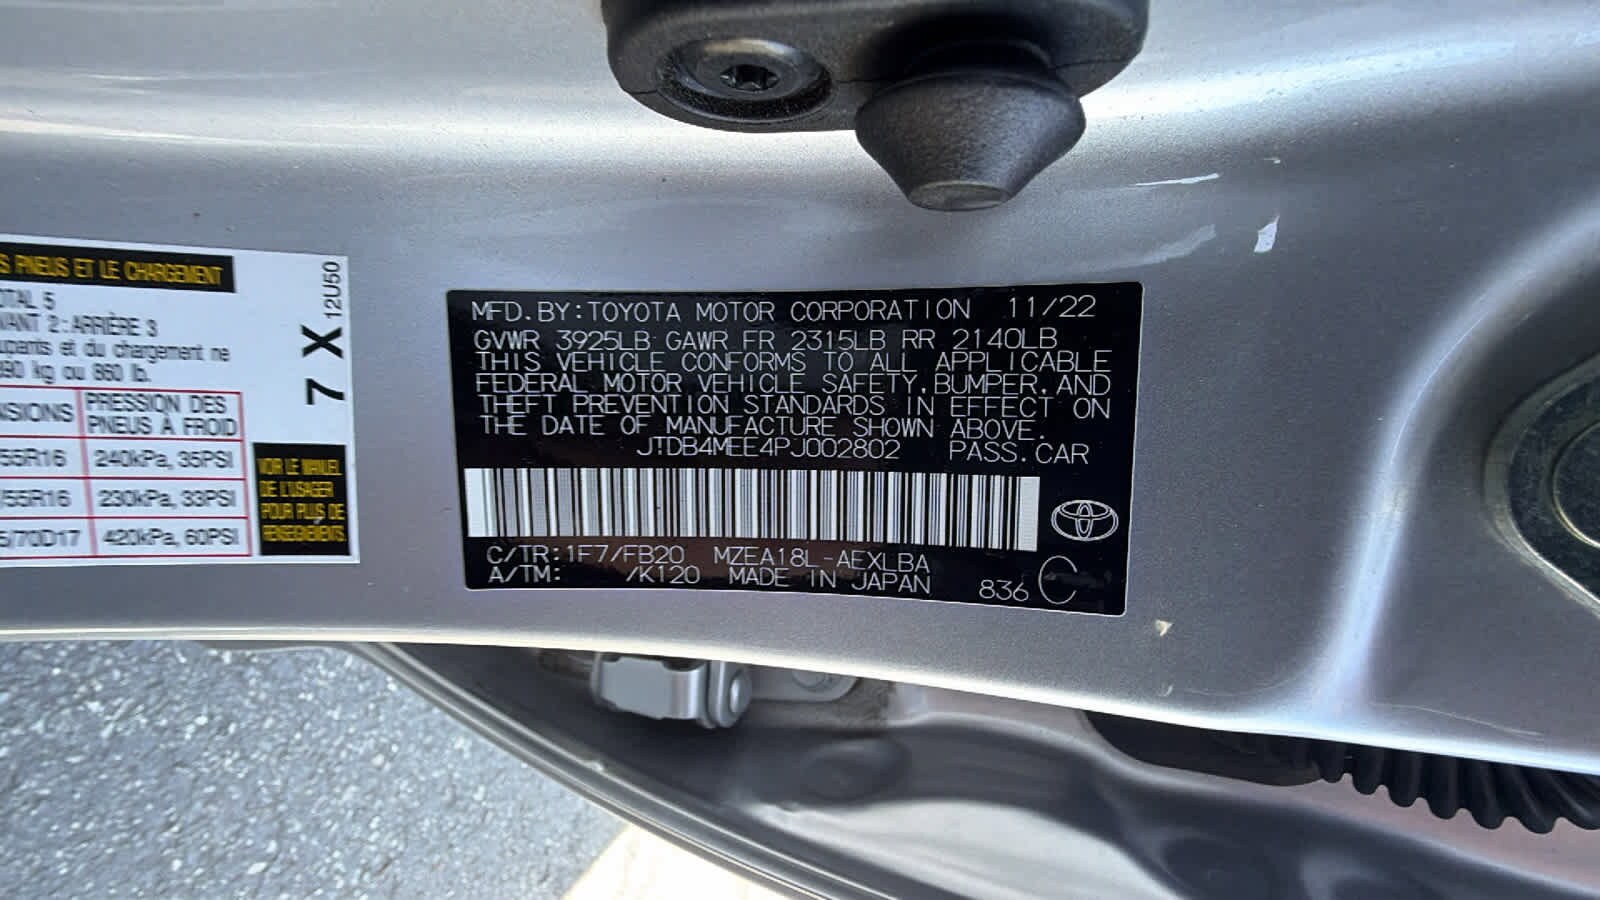 S PNEUS ET LE CHARGEMENT
OTAL 5
VANT 2:ARRIÈRE 3
upants et du chargement ne
390 kg ou 860 lb.
NSIONS PRESSION DES
PNEUS À FROID
55R16 240kPa, 35PSI
/55R16 230kPa, 33PSI
/70D17 420kPa, 60PSI
7 X 12U50
VOIR LE MANUEL
DE L'USAGER
POUR PLUS DE
RENSEIGNEMENTS
MFD. BY:TOYOTA MOTOR CORPORATION 11/22
GVWR 3925LB GAWR FR 2315LB RR 2140LB
THIS VEHICLE CONFORMS TO ALL APPLICABLE
FEDERAL MOTOR VEHICLE SAFETY, BUMPER, AND
THEFT PREVENTION STANDARDS IN EFFECT ON
THE DATE OF MANUFACTURE SHOWN ABOVE.
JTDB4MEE4PJ002802 PASS. CAR
C/TR:1F7/FB20 MZEA18L-AEXLBA
A/TM: /K120 MADE IN JAPAN
836 C